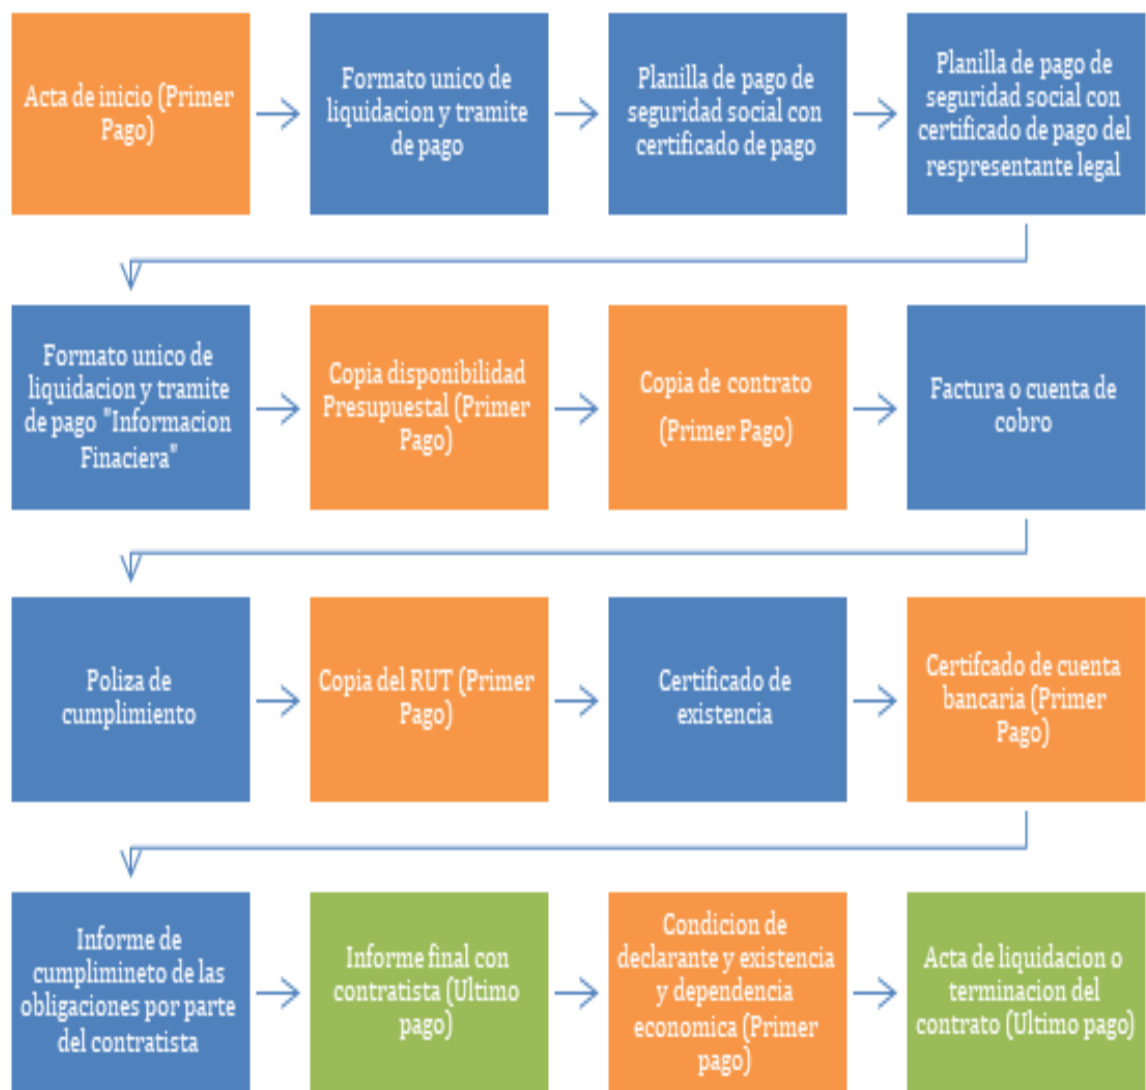 Acta de inicio (Primer
Pago)
Formato unico de
liquidacion y tramite
de pago
Planilla de pago de
seguridad social con
certificado de pago
Planilla de pago de
seguridad social con
certificado de pago del
respresentante legal
Formato unico de
liquidacion y tramite
de pago "Informacion
Finaciera"
Copia disponibilidad
Presupuestal (Primer
Pago)
Copia de contrato
(Primer Pago)
Factura o cuenta de
cobro
Poliza de
cumplimiento
Copia del RUT (Primer
Pago)
Certificado de
existencia
Certifcado de cuenta
bancaria (Primer
Pago)
Informe de
cumplimineto de las
obligaciones por parte
del contratista
Informe final con
contratista (Ultimo
pago)
Condicion de
declarante y existencia
y dependencia
economica (Primer
pago)
Acta de liquidacion o
terminacion del
contrato (Ultimo pago)